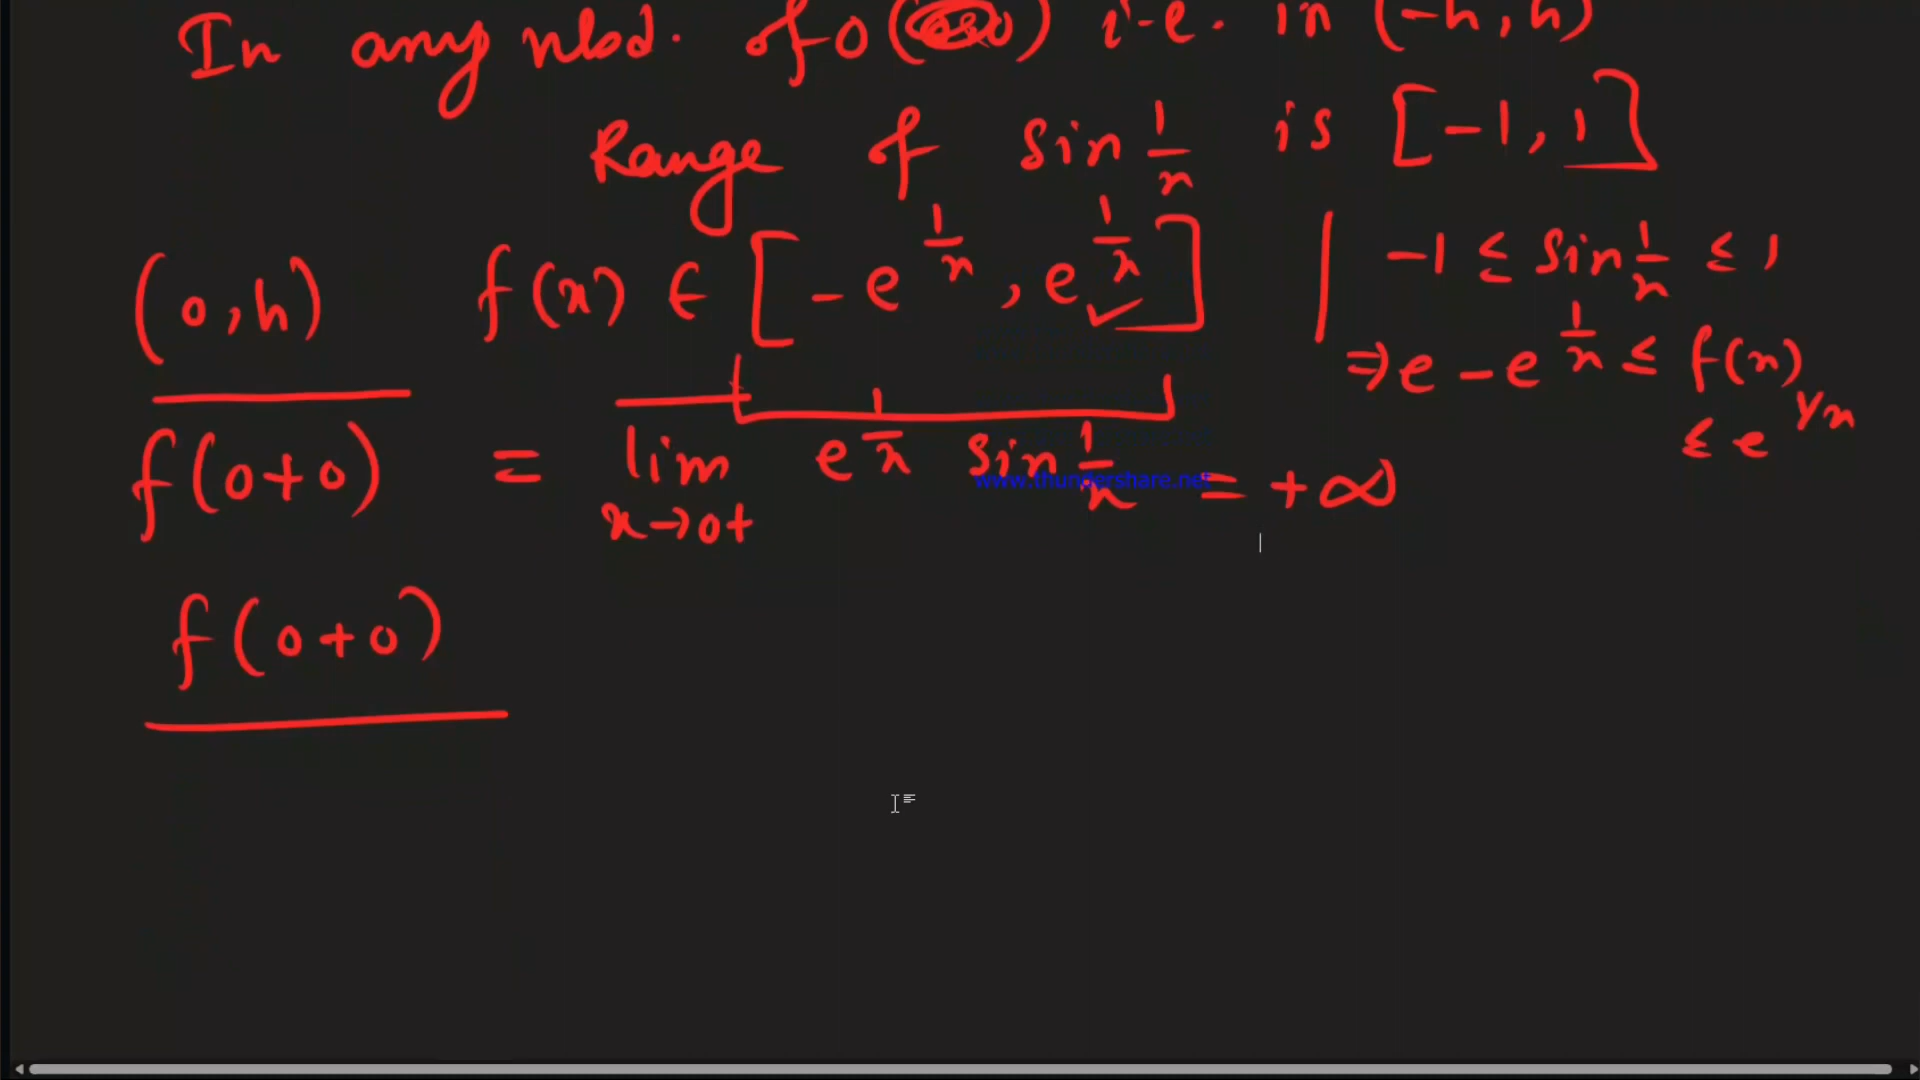 In any nbd. of 0 ( ) i.e. in (-h, h)
Range of sin 1/x is [-1, 1]
(0, h) f(x) ∈ [-e^{1/x}, e^{1/x}] | -1 ≤ sin 1/x ≤ 1
⇒ e - e^{1/x} ≤ f(x)
≤ e^{1/x}
f(0+0) = lim_{x→0+} e^{1/x} sin 1/x = +∞
www.thundershare.net
f(0+0)